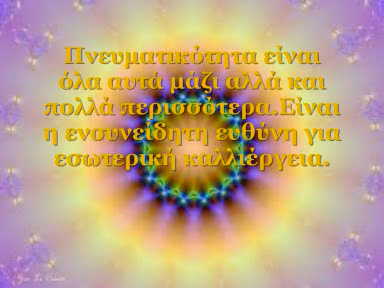 Πνευματικότητα είναι
όλα αυτά μάζι αλλά και
πολλά περισσότερα.Είναι
η ενσυνείδητη ευθύνη για
εσωτερική καλλιέργεια.